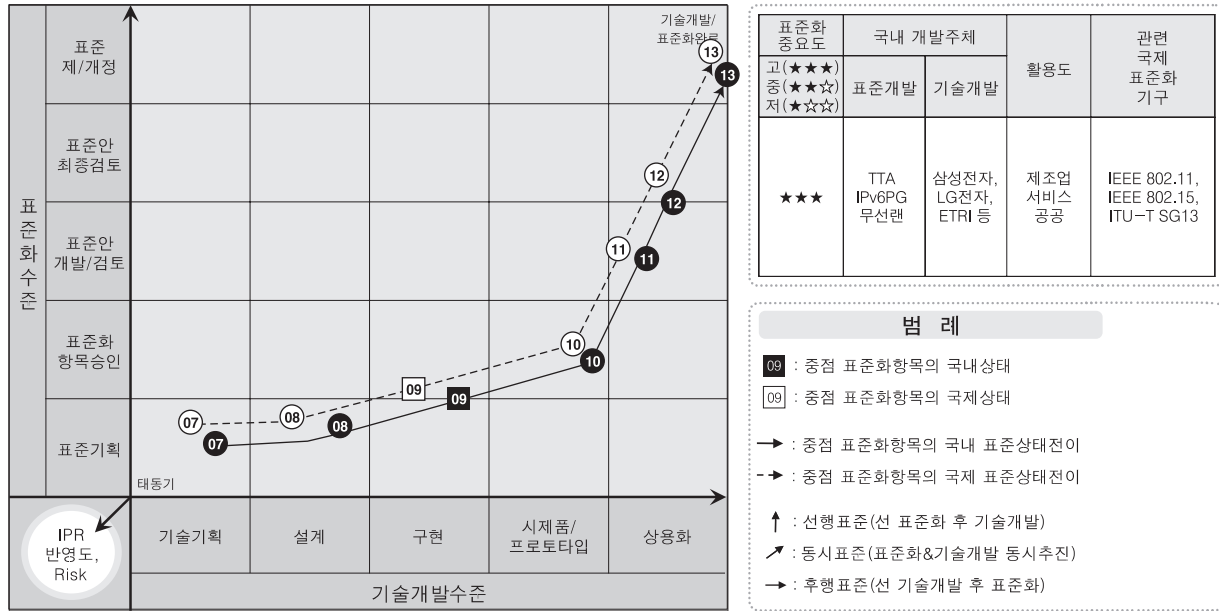 표준화수준
표준
제/개정
표준안
최종검토
표준안
개발/검토
표준화
항목승인
표준기획
기술개발/
표준화완료
13
13
12
12
11
11
10
10
09
09
08
08
07
07
태동기
IPR
반영도,
Risk
기술기획
설계
구현
시제품/
프로토타입
상용화
기술개발수준
표준화
중요도
고(★★★)
중(★★☆)
저(★☆☆)
국내 개발주체
표준개발
기술개발
활용도
관련
국제
표준화
기구
★★★
TTA
IPv6PG
무선랜
삼성전자,
LG전자,
ETRI 등
제조업
서비스
공공
IEEE 802.11,
IEEE 802.15,
ITU-T SG13
범 례
09 : 중점 표준화항목의 국내상태
09 : 중점 표준화항목의 국제상태
: 중점 표준화항목의 국내 표준상태전이
: 중점 표준화항목의 국제 표준상태전이
: 선행표준(선 표준화 후 기술개발)
: 동시표준(표준화&기술개발 동시추진)
: 후행표준(선 기술개발 후 표준화)